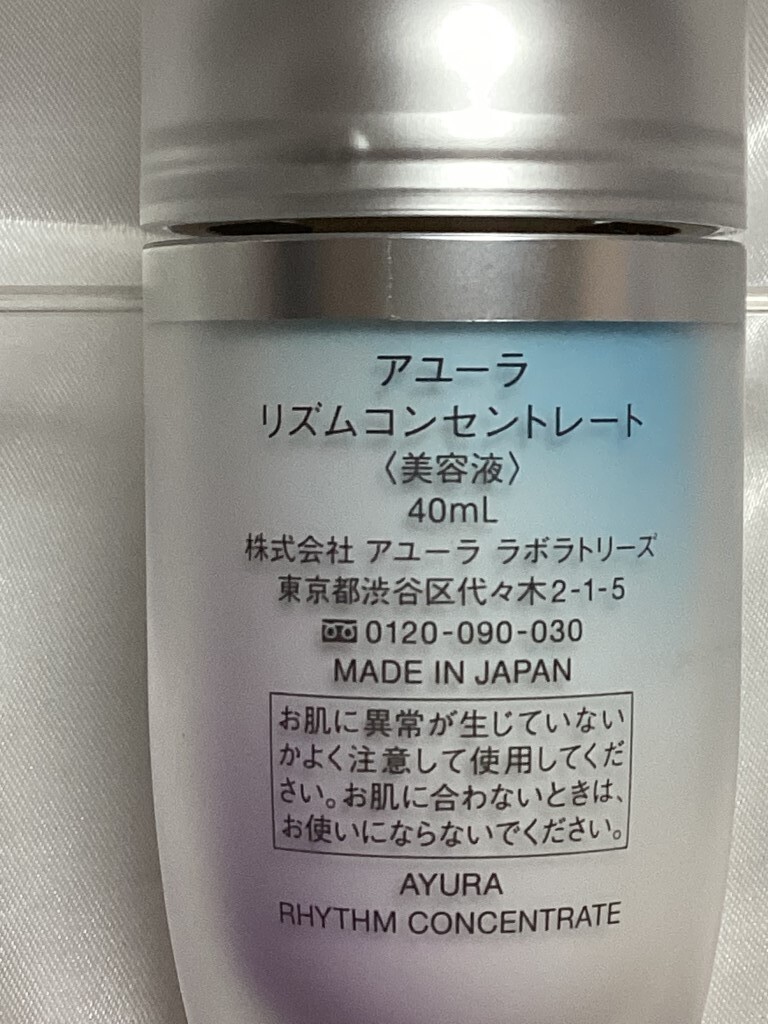 アユーラ
リズムコンセントレート
〈美容液〉
40mL
株式会社 アユーラ ラボラトリーズ
東京都渋谷区代々木2-1-5
0120-090-030
MADE IN JAPAN
お肌に異常が生じていない
かよく注意して使用してくだ
さい。お肌に合わないときは、
お使いにならないでください。
AYURA
RHYTHM CONCENTRATE